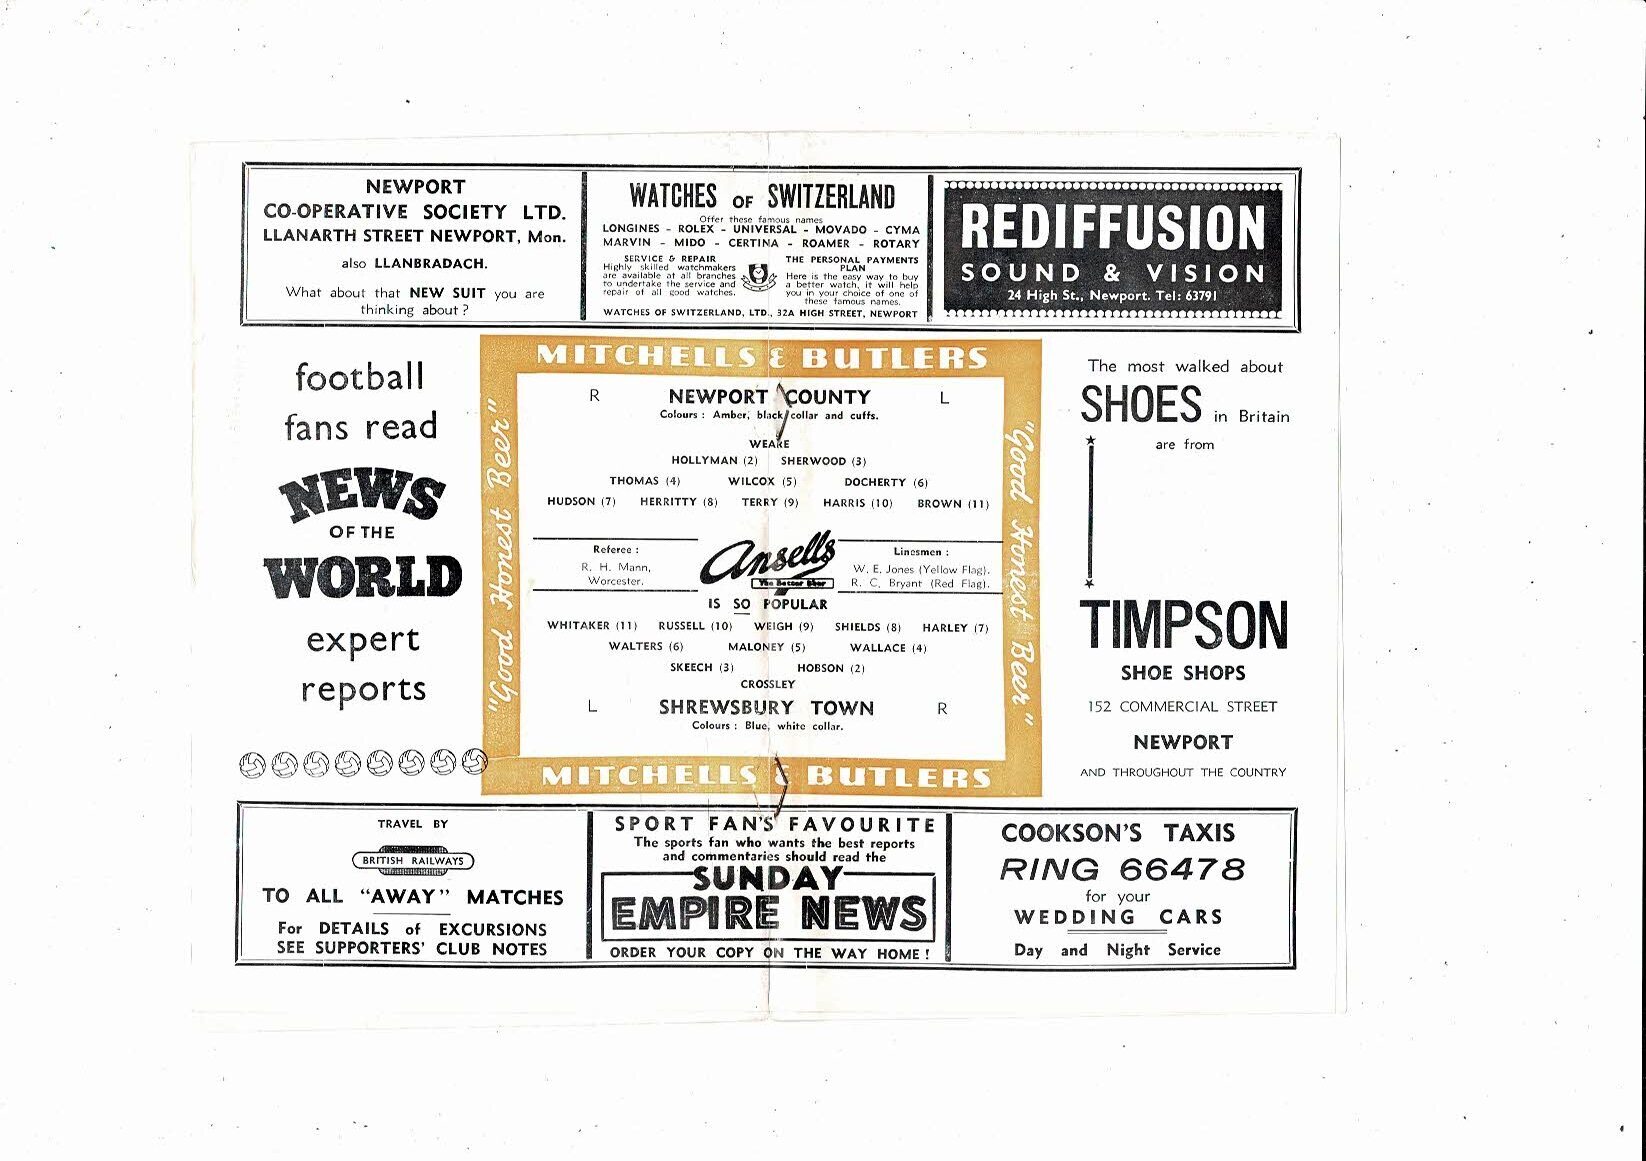 NEWPORT
CO-OPERATIVE SOCIETY LTD.
LLANARTH STREET NEWPORT, Mon.
also LLANBRADACH.
What about that NEW SUIT you are
thinking about ?
WATCHES OF SWITZERLAND
Offer these famous names
LONGINES - ROLEX - UNIVERSAL - MOVADO - CYMA
MARVIN - MIDO - CERTINA - ROAMER - ROTARY
SERVICE & REPAIR
Highly skilled watchmakers
are available at all branches
to undertake the service and
repair of all good watches.
THE PERSONAL PAYMENTS
PLAN
Here is the easy way to buy
a better watch, it will help
you in your choice of one of
these famous names.
WATCHES OF SWITZERLAND, LTD., 32A HIGH STREET, NEWPORT
REDIFFUSION
SOUND & VISION
24 High St., Newport. Tel: 63791
football
fans read
NEWS
OF THE
WORLD
expert
reports
MITCHELLS & BUTLERS
"Good Honest Beer"
R NEWPORT COUNTY L
Colours : Amber, black collar and cuffs.
WEARE
HOLLYMAN (2) SHERWOOD (3)
THOMAS (4) WILCOX (5) DOCHERTY (6)
HUDSON (7) HERRITTY (8) TERRY (9) HARRIS (10) BROWN (11)
Referee :
R. H. Mann,
Worcester.
Ansells
The Better Beer
Linesmen :
W. E. Jones (Yellow Flag).
R. C. Bryant (Red Flag).
IS SO POPULAR
WHITAKER (11) RUSSELL (10) WEIGH (9) SHIELDS (8) HARLEY (7)
WALTERS (6) MALONEY (5) WALLACE (4)
SKEECH (3) HOBSON (2)
CROSSLEY
L SHREWSBURY TOWN R
Colours : Blue, white collar.
"Good Honest Beer"
MITCHELLS & BUTLERS
The most walked about
SHOES in Britain
are from
TIMPSON
SHOE SHOPS
152 COMMERCIAL STREET
NEWPORT
AND THROUGHOUT THE COUNTRY
TRAVEL BY
BRITISH RAILWAYS
TO ALL "AWAY" MATCHES
For DETAILS of EXCURSIONS
SEE SUPPORTERS' CLUB NOTES
SPORT FAN'S FAVOURITE
The sports fan who wants the best reports
and commentaries should read the
SUNDAY
EMPIRE NEWS
ORDER YOUR COPY ON THE WAY HOME !
COOKSON'S TAXIS
RING 66478
for your
WEDDING CARS
Day and Night Service